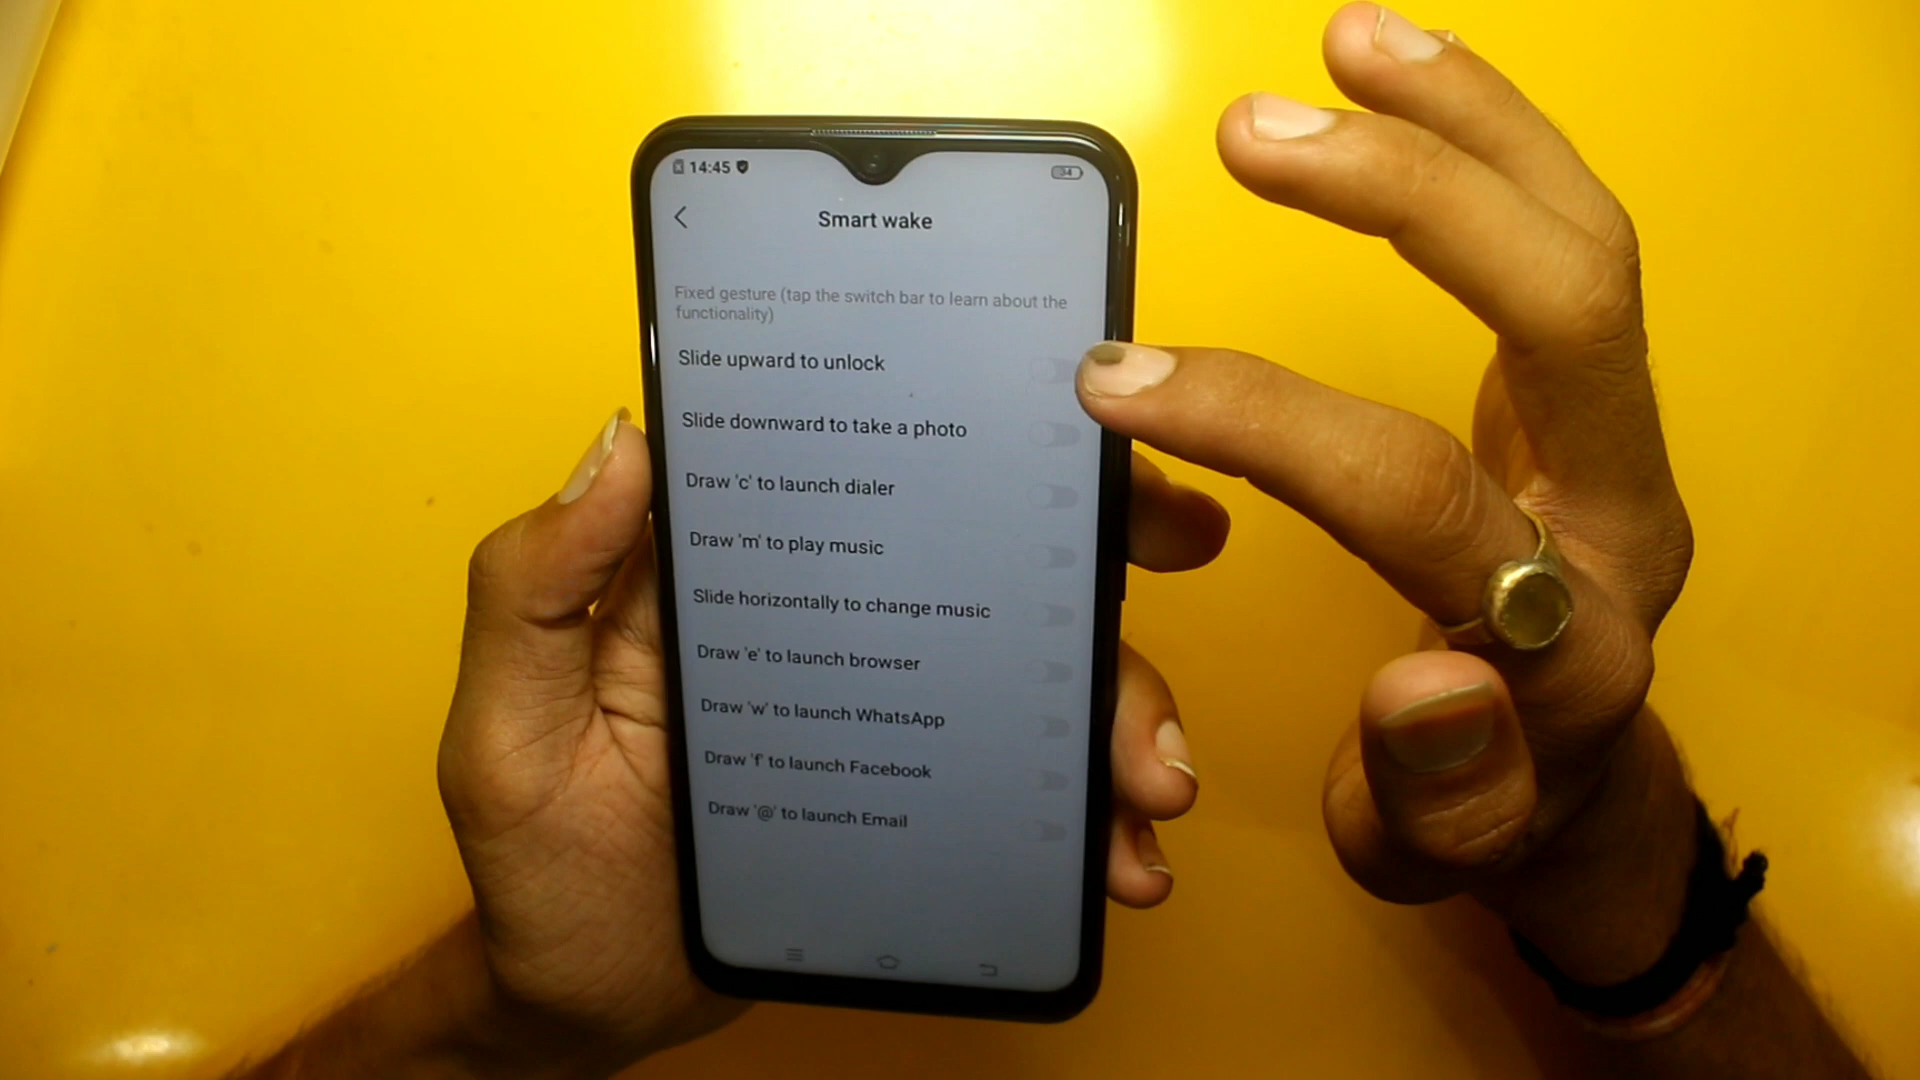 14:45
34
Smart wake
Fixed gesture (tap the switch bar to learn about the
functionality)
Slide upward to unlock
Slide downward to take a photo
Draw 'c' to launch dialer
Draw 'm' to play music
Slide horizontally to change music
Draw 'e' to launch browser
Draw 'w' to launch WhatsApp
Draw 'f' to launch Facebook
Draw '@' to launch Email